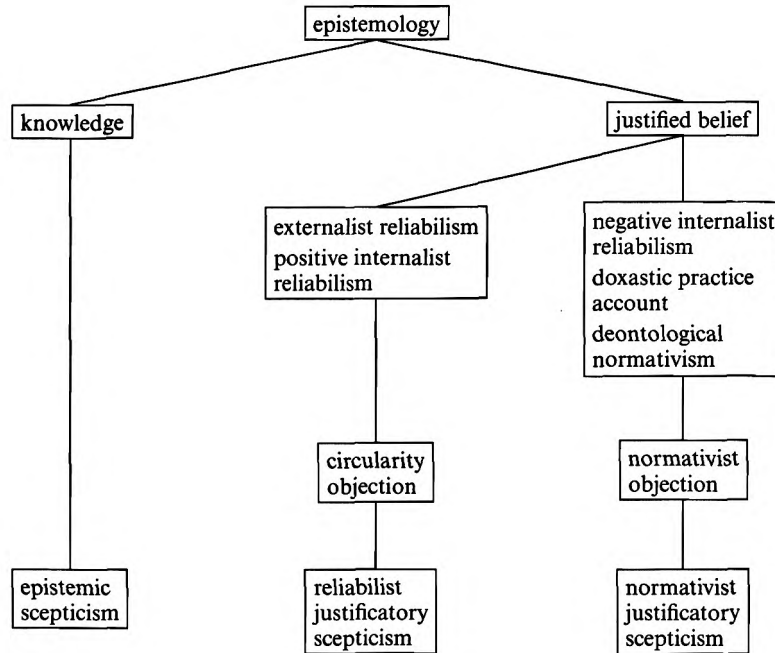 epistemology
knowledge
justified belief
externalist reliabilism
positive internalist
reliabilism
negative internalist
reliabilism
doxastic practice
account
deontological
normativism
circularity
objection
normativist
objection
epistemic
scepticism
reliabilist
justificatory
scepticism
normativist
justificatory
scepticism